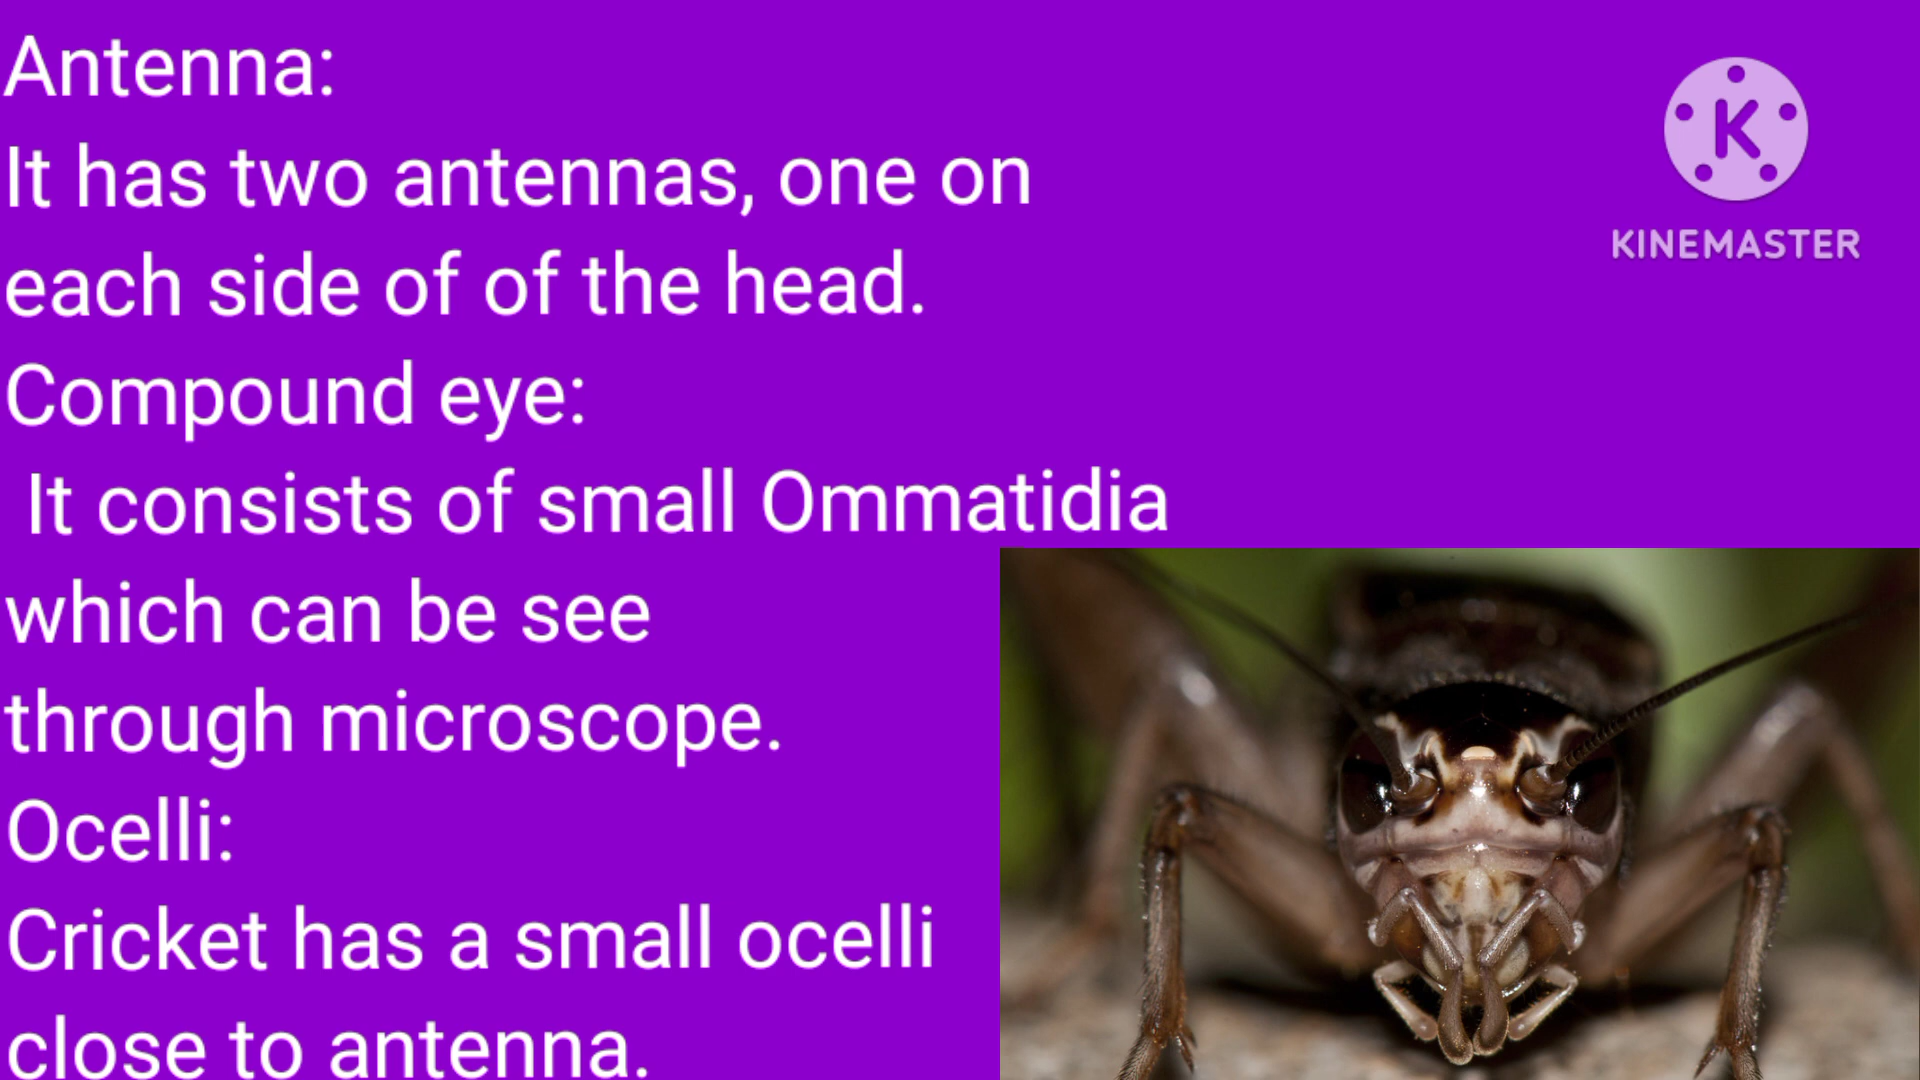 Antenna:
It has two antennas, one on
each side of of the head.
Compound eye:
It consists of small Ommatidia
which can be see
through microscope.
Ocelli:
Cricket has a small ocelli
close to antenna.
K
KINEMASTER